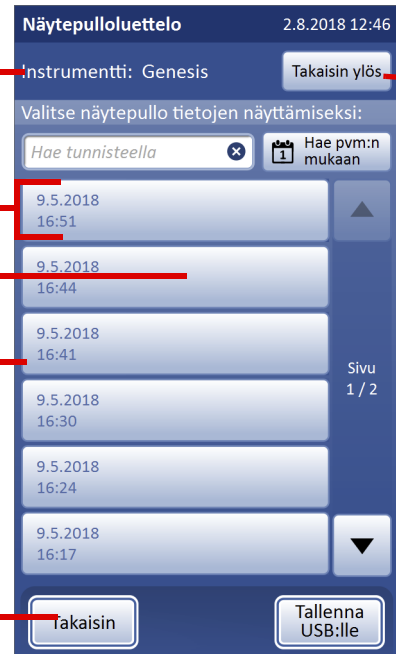 Näytepulloluettelo 2.8.2018 12:46
Instrumentti: Genesis Takaisin ylös
Valitse näytepullo tietojen näyttämiseksi:
Hae tunnisteella
Hae pvm:n
mukaan
1
9.5.2018
16:51
9.5.2018
16:44
9.5.2018
16:41
Sivu
1 / 2
9.5.2018
16:30
9.5.2018
16:24
9.5.2018
16:17
Takaisin
Tallenna
USB:lle